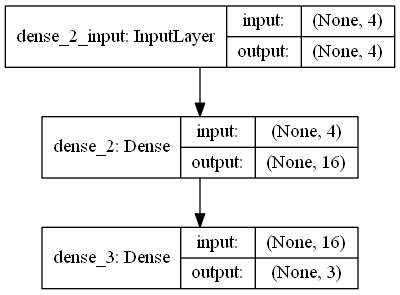 dense_2_input: InputLayer
input: (None, 4)
output: (None, 4)
dense_2: Dense
input: (None, 4)
output: (None, 16)
dense_3: Dense
input: (None, 16)
output: (None, 3)